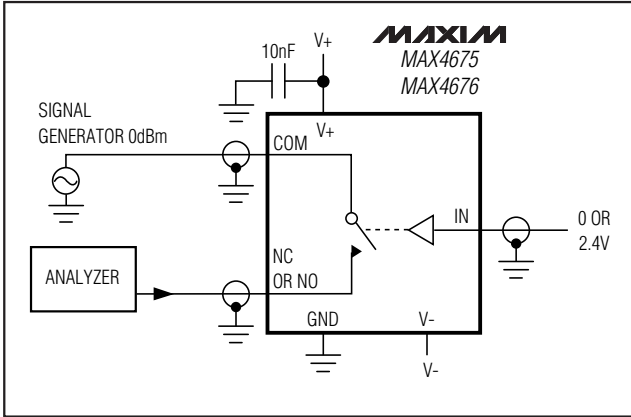 MAXIM
MAX4675
MAX4676
V+
10nF
SIGNAL
GENERATOR 0dBm
V+
COM
IN
0 OR
2.4V
NC
OR NO
ANALYZER
GND
V-
V-